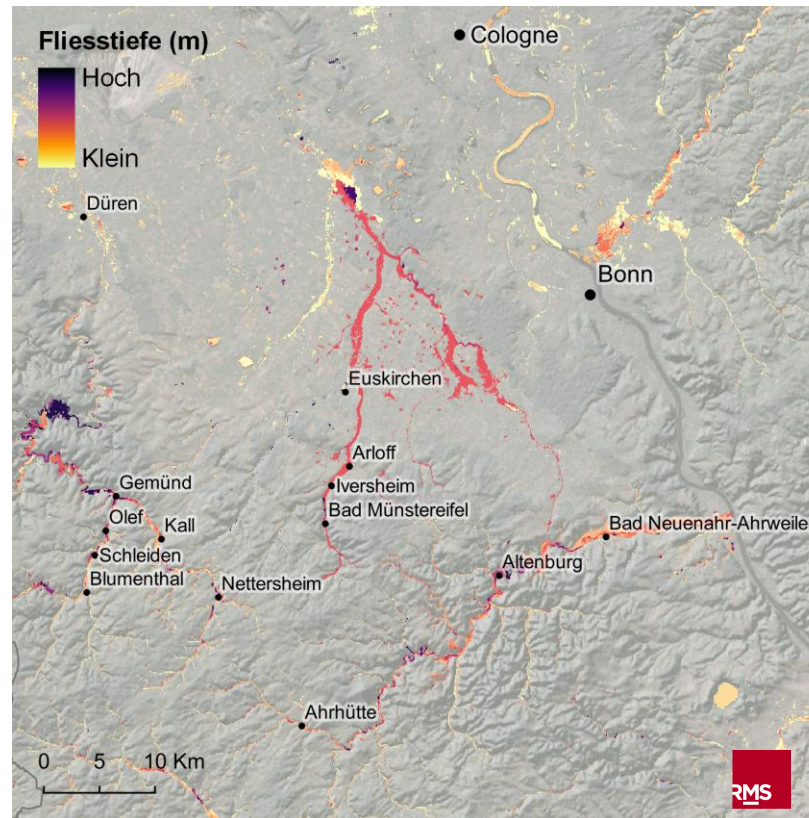 Fliesstiefe (m)
Hoch
Klein
Cologne
Düren
Bonn
Euskirchen
Arloff
Iversheim
Gemünd
Bad Münstereifel
Olef
Kall
Bad Neuenahr-Ahrweile
Schleiden
Altenburg
Blumenthal
Nettersheim
Ahrhütte
0 5 10 Km
RMS